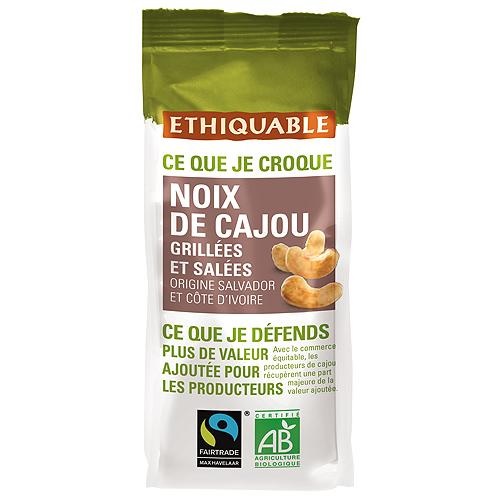 ETHIQUABLE
CE QUE JE CROQUE
NOIX
DE CAJOU
GRILLÉES
ET SALÉES
ORIGINE SALVADOR
ET CÔTE D'IVOIRE
CE QUE JE DÉFENDS
PLUS DE VALEUR
AJOUTÉE POUR
LES PRODUCTEURS
Avec le commerce
équitable, les
producteurs de cajou
récupèrent une part
majeure de la
valeur ajoutée.
®
FAIRTRADE
MAX HAVELAAR
CERTIFIÉ
AB
AGRICULTURE
BIOLOGIQUE